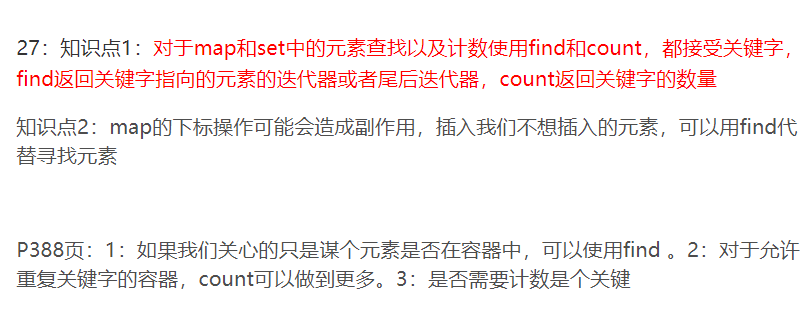 27：知识点1：对于map和set中的元素查找以及计数使用find和count，都接受关键字，
find返回关键字指向的元素的迭代器或者尾后迭代器，count返回关键字的数量
知识点2：map的下标操作可能会造成副作用，插入我们不想插入的元素，可以用find代
替寻找元素
P388页：1：如果我们关心的只是谋个元素是否在容器中，可以使用find 。2：对于允许
重复关键字的容器，count可以做到更多。3：是否需要计数是个关键